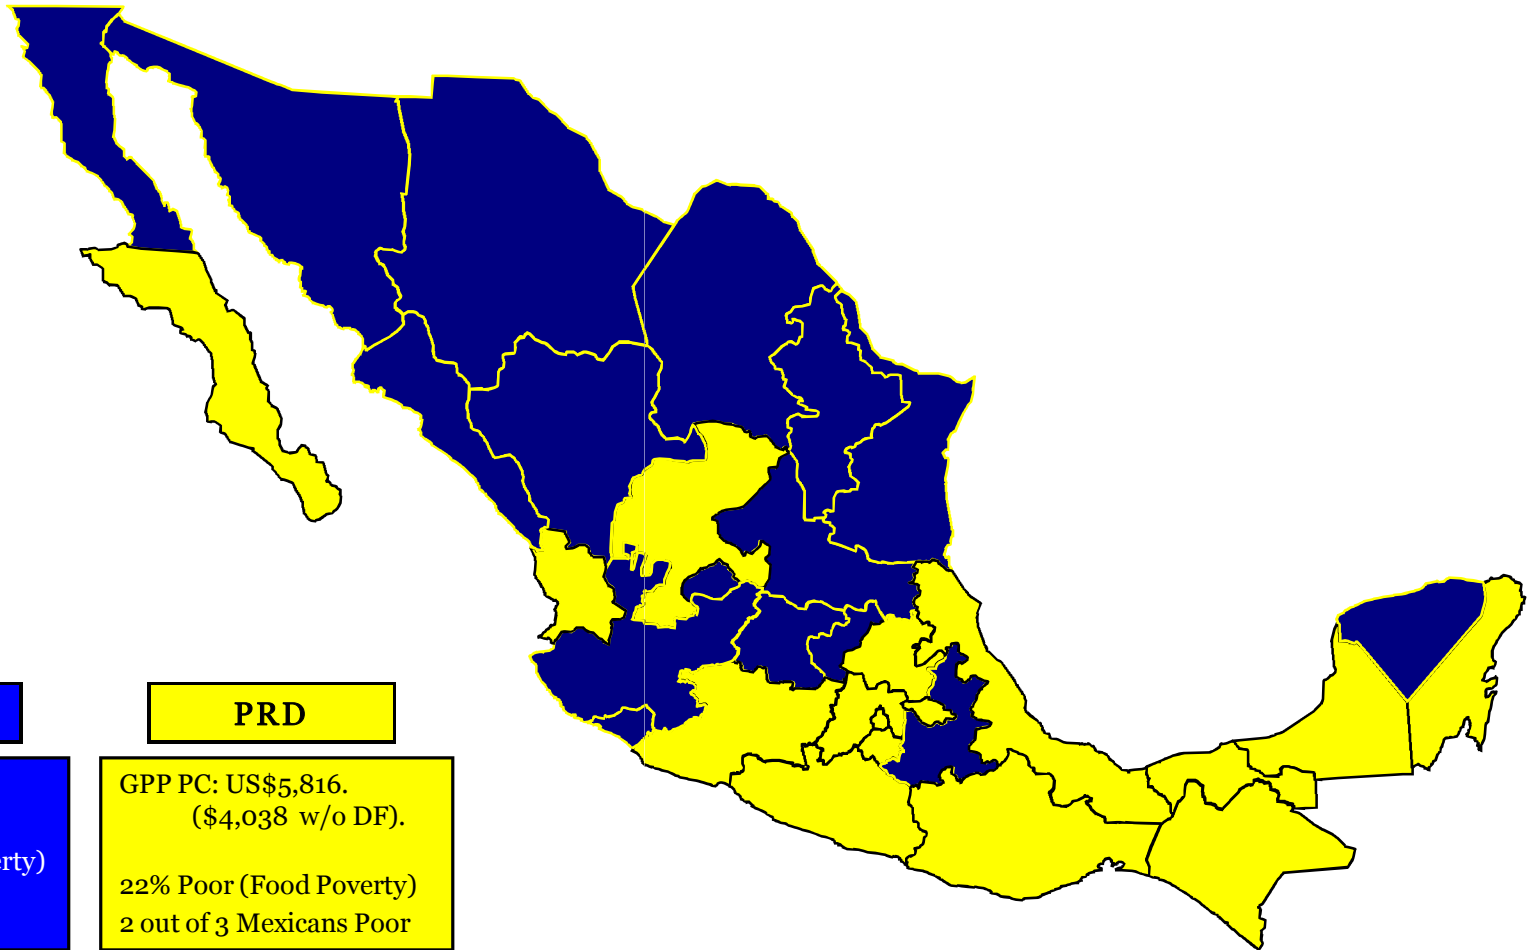 PRD
GPP PC: US$5,816.
($4,038 w/o DF).
erty)
22% Poor (Food Poverty)
2 out of 3 Mexicans Poor